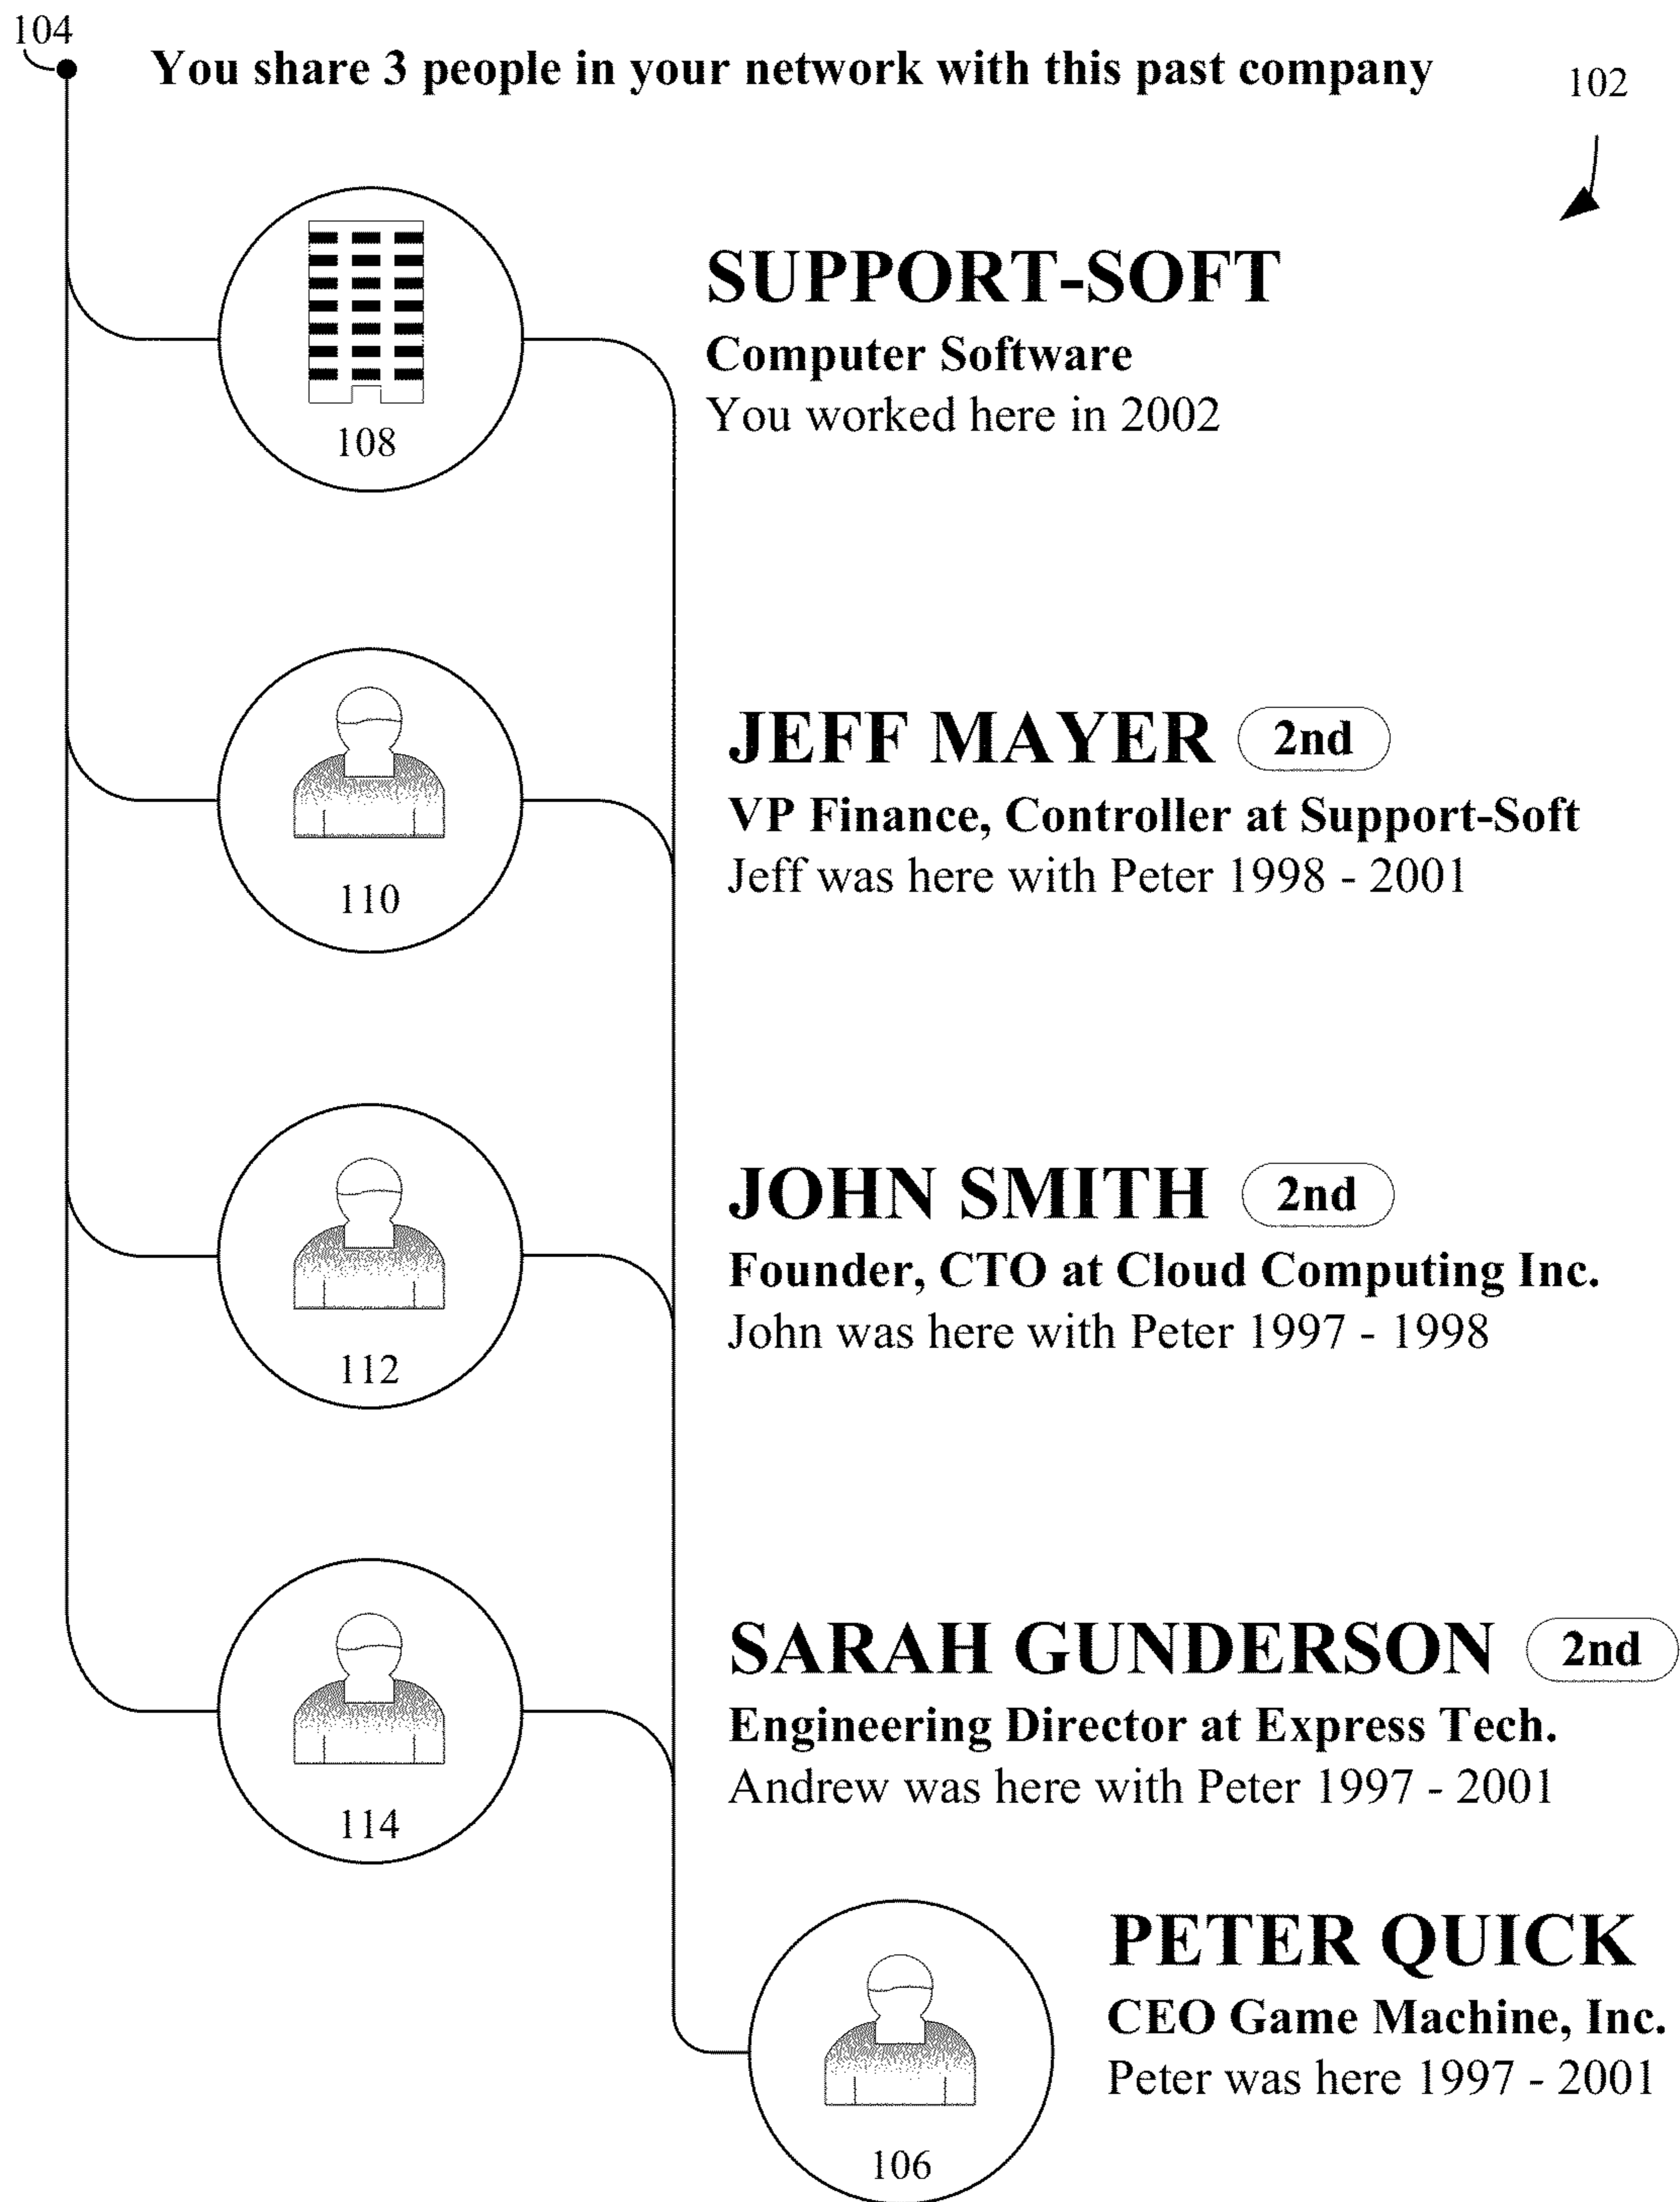 104
You share 3 people in your network with this past company
102
SUPPORT-SOFT
Computer Software
You worked here in 2002
108
JEFF MAYER 2nd
VP Finance, Controller at Support-Soft
Jeff was here with Peter 1998 - 2001
110
JOHN SMITH 2nd
Founder, CTO at Cloud Computing Inc.
John was here with Peter 1997 - 1998
112
SARAH GUNDERSON 2nd
Engineering Director at Express Tech.
Andrew was here with Peter 1997 - 2001
114
PETER QUICK
CEO Game Machine, Inc.
Peter was here 1997 - 2001
106